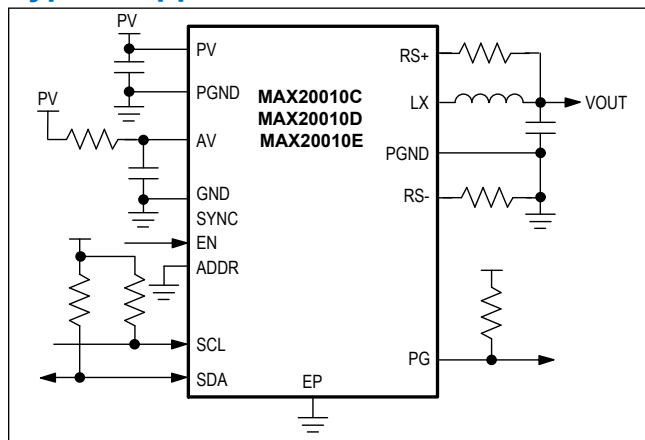 PV
PV
PGND
PV
AV
GND
SYNC
EN
ADDR
SCL
SDA
MAX20010C
MAX20010D
MAX20010E
EP
RS+
LX
VOUT
PGND
RS-
PG